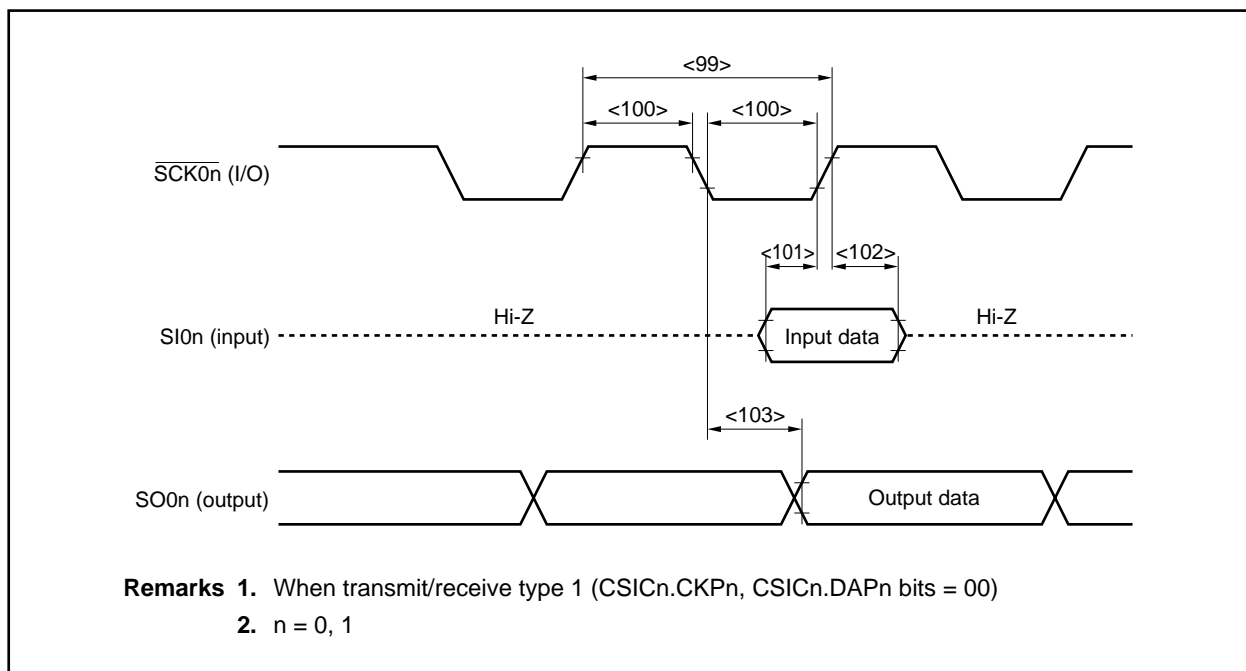 <99>
<100> <100>
SCK0n (I/O)
<101> <102>
Hi-Z Hi-Z
SI0n (input) Input data
<103>
SO0n (output) Output data
Remarks 1. When transmit/receive type 1 (CSICn.CKPn, CSICn.DAPn bits = 00)
2. n = 0, 1